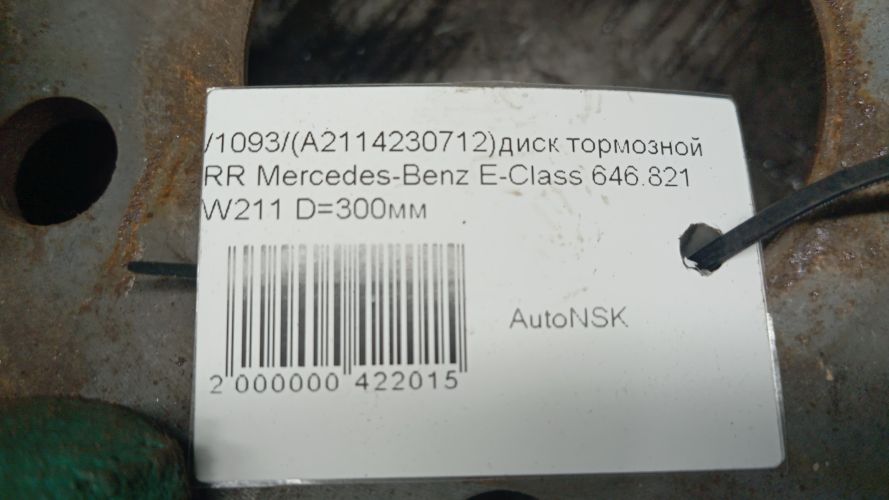 /1093/(A2114230712)диск тормозной
RR Mercedes-Benz E-Class 646.821
W211 D=300мм
AutoNSK
2 000000 422015